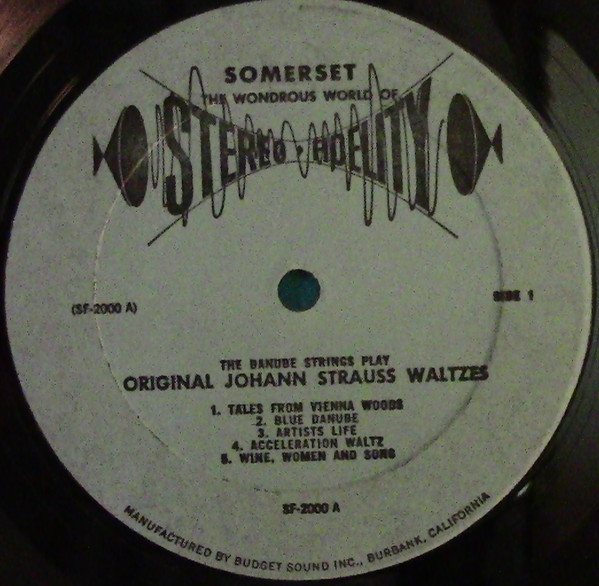 SOMERSET
THE WONDROUS WORLD OF
STEREO • FIDELITY
(SF-2000 A)
SIDE 1
THE DANUBE STRINGS PLAY
ORIGINAL JOHANN STRAUSS WALTZES
1. TALES FROM VIENNA WOODS
2. BLUE DANUBE
3. ARTISTS LIFE
4. ACCELERATION WALTZ
5. WINE, WOMEN AND SONG
SF-2000 A
MANUFACTURED BY BUDGET SOUND INC., BURBANK, CALIFORNIA